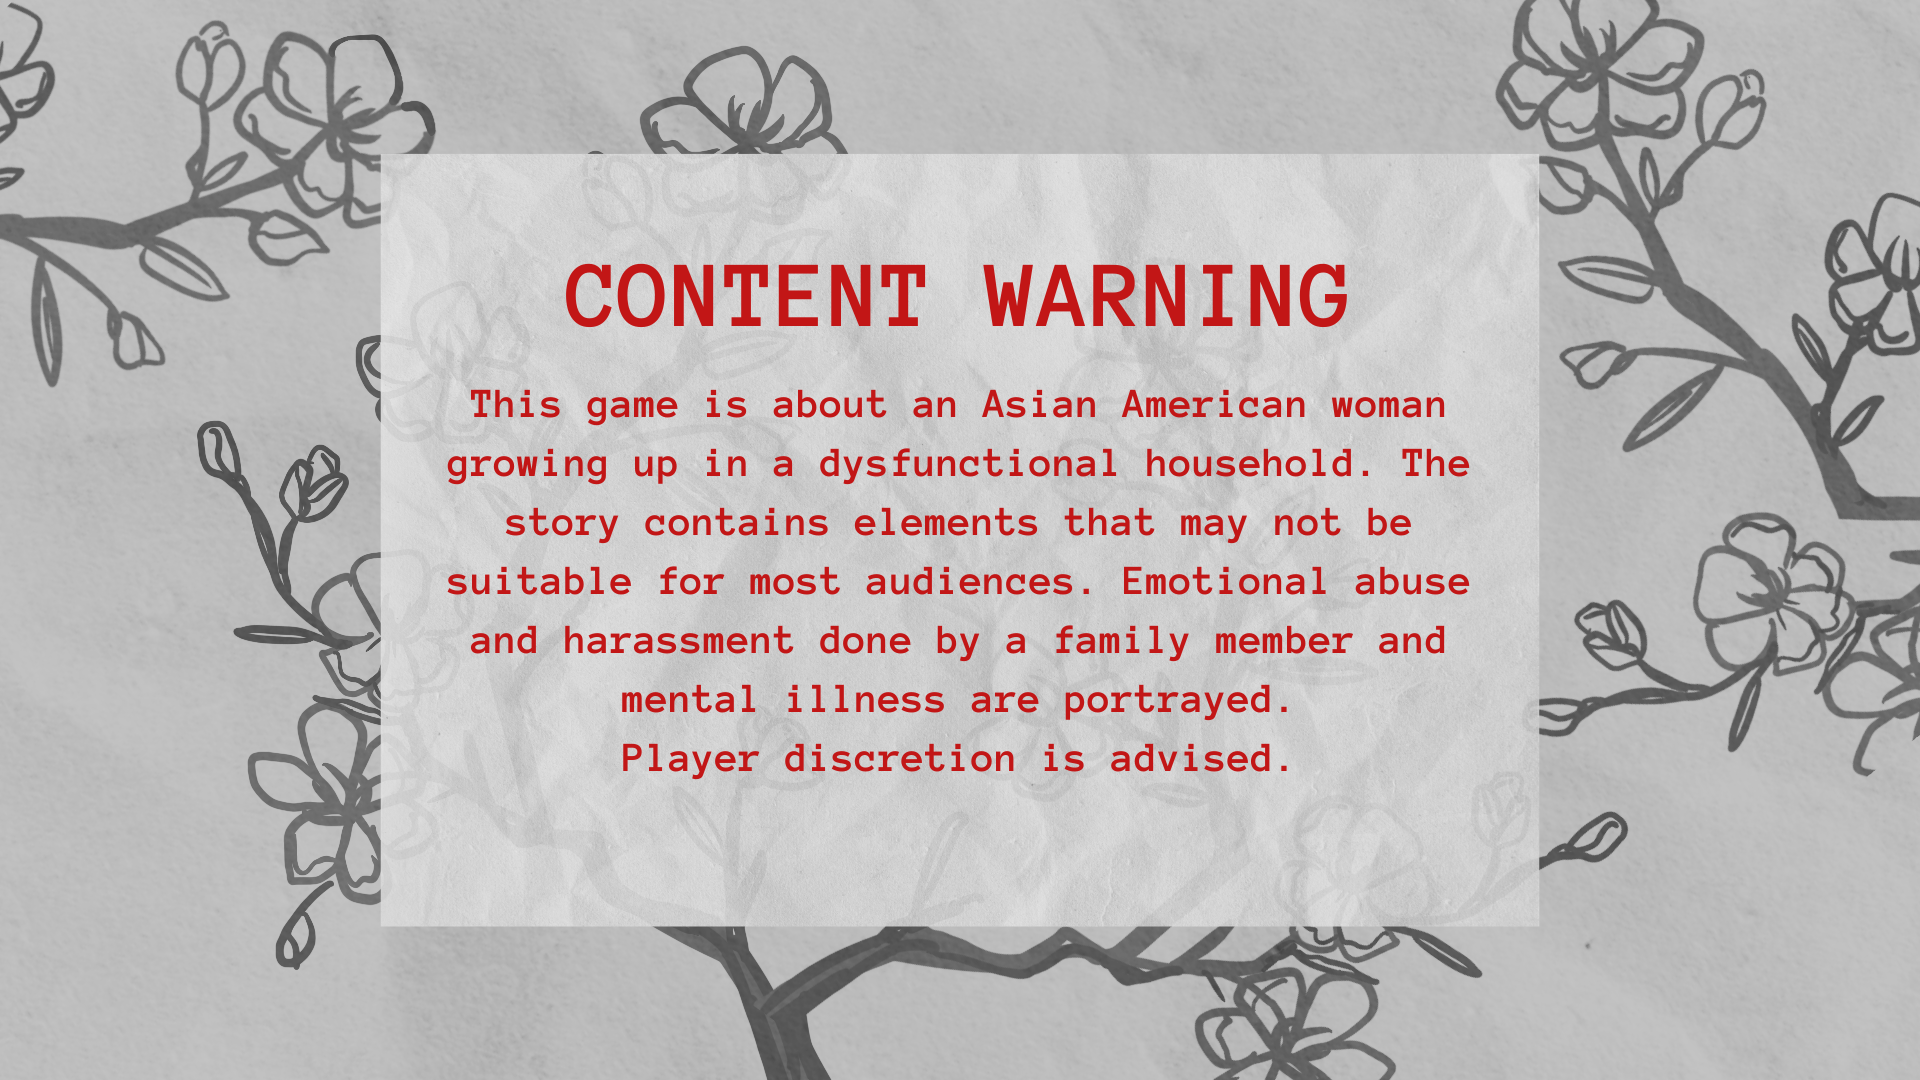 CONTENT WARNING
This game is about an Asian American woman
growing up in a dysfunctional household. The
story contains elements that may not be
suitable for most audiences. Emotional abuse
and harassment done by a family member and
mental illness are portrayed.
Player discretion is advised.